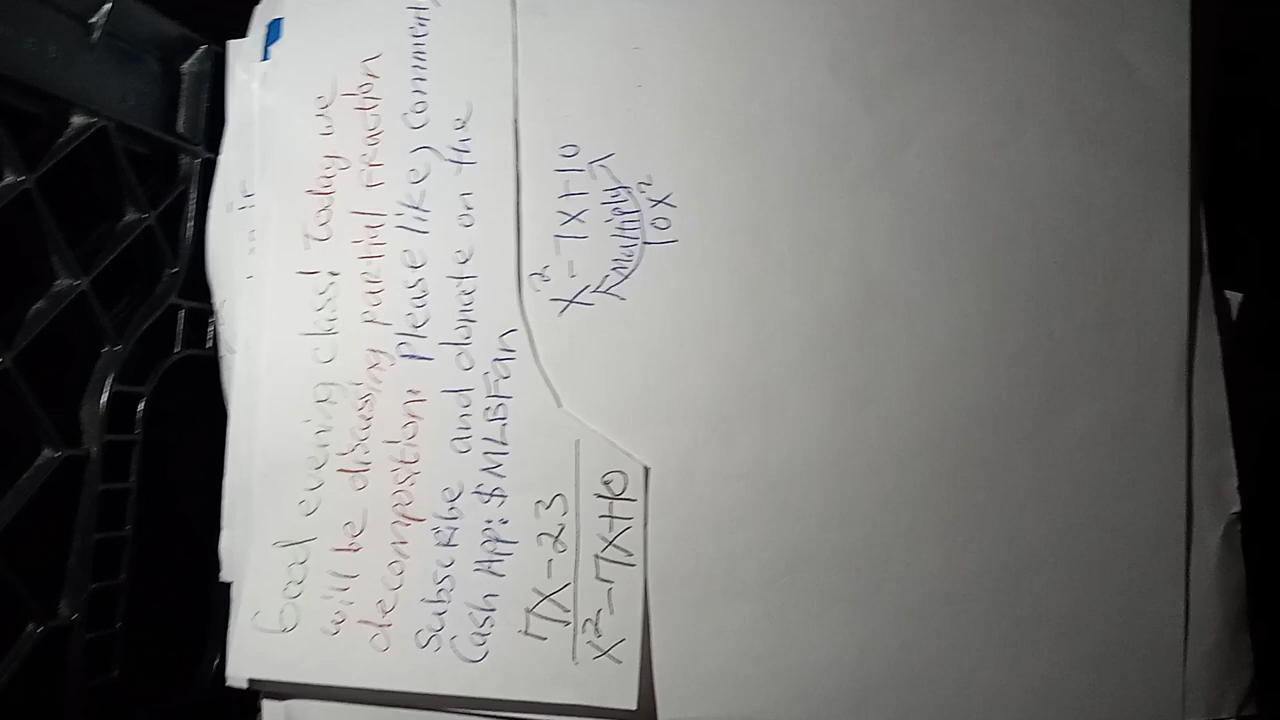 Good evening class! Today we
will be discussing partial fraction
decomposition. Please like, comment,
Subscribe and donate on the
Cash App: $MLBFan
7x-23
x²-7x+10
x²-7x+10
Multiply
10x²